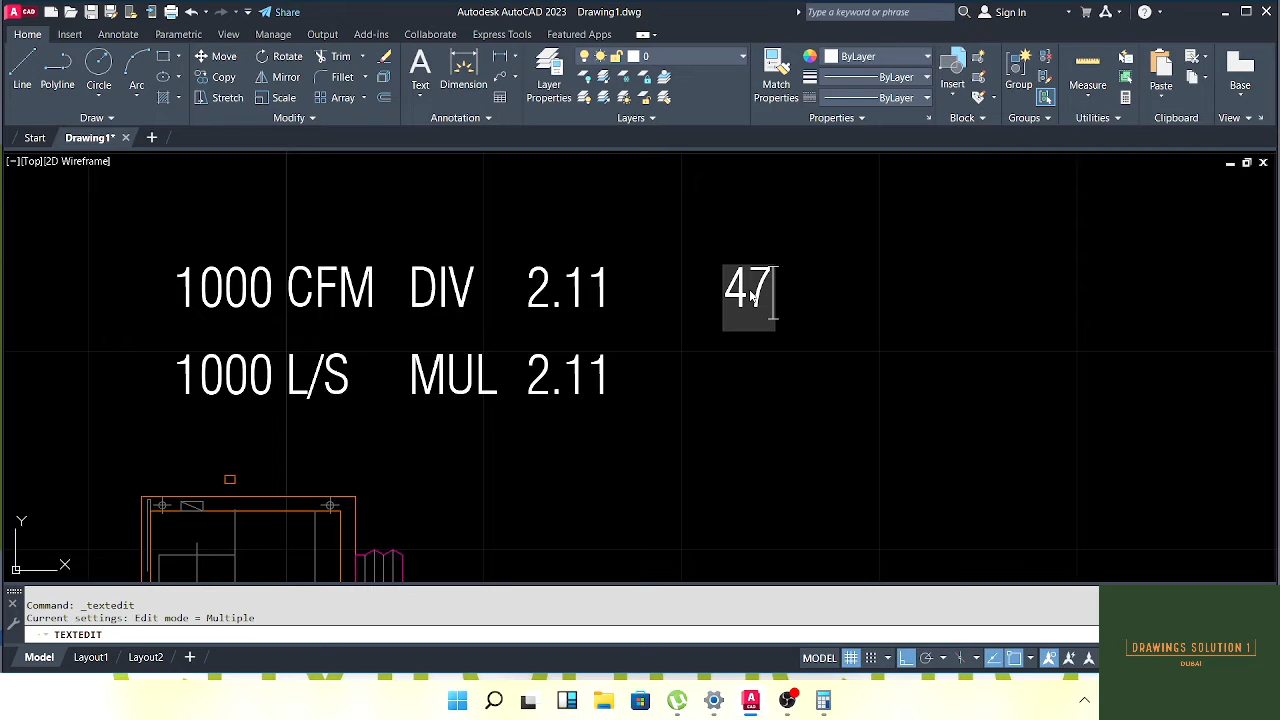 Share
Autodesk AutoCAD 2023 Drawing1.dwg
Type a keyword or phrase
Sign In
Home Insert Annotate Parametric View Manage Output Add-ins Collaborate Express Tools Featured Apps
Line Polyline Circle Arc
Move Rotate Trim
Copy Mirror Fillet
Stretch Scale Array
Text Dimension
Layer Properties
0
Match Properties
ByLayer
ByLayer
ByLayer
Insert
Group
Measure
Paste
Base
Draw Modify Annotation Layers Properties Block Groups Utilities Clipboard View
Start Drawing1*
[−][Top][2D Wireframe]
1000 CFM DIV 2.11 47
1000 L/S MUL 2.11
Y
X
Command: _textedit
Current settings: Edit mode = Multiple
TEXTEDIT
Model Layout1 Layout2
MODEL
DRAWINGS SOLUTION 1
DUBAI